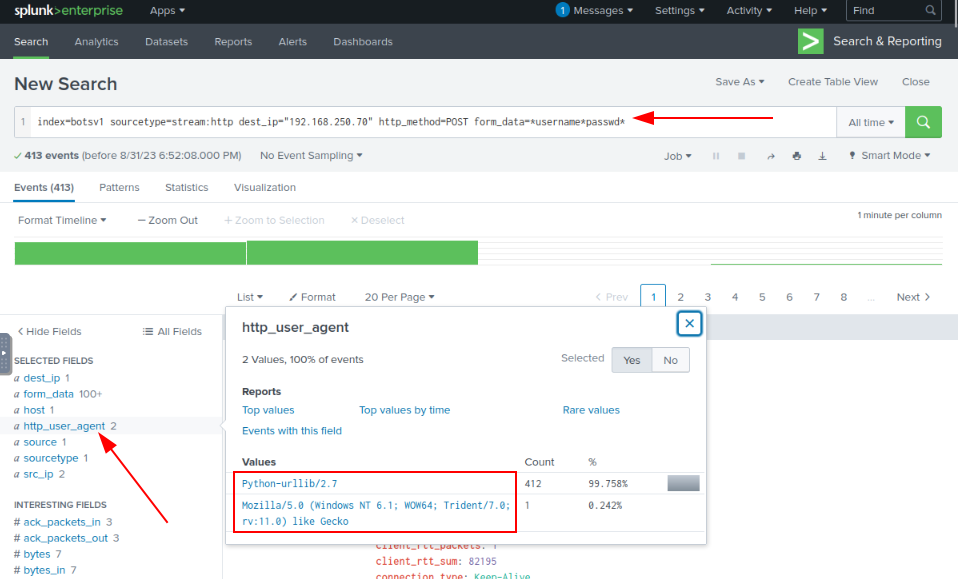 splunk>enterprise Apps 1 Messages Settings Activity Help Find
Search Analytics Datasets Reports Alerts Dashboards Search & Reporting
New Search Save As Create Table View Close
1 index=botsv1 sourcetype=stream:http dest_ip="192.168.250.70" http_method=POST form_data=*username*passwd* All time
413 events (before 8/31/23 6:52:08.000 PM) No Event Sampling Job Smart Mode
Events (413) Patterns Statistics Visualization
Format Timeline — Zoom Out + Zoom to Selection × Deselect 1 minute per column
List Format 20 Per Page < Prev 1 2 3 4 5 6 7 8 ... Next >
< Hide Fields All Fields
SELECTED FIELDS
a dest_ip 1
a form_data 100+
a host 1
a http_user_agent 2
a source 1
a sourcetype 1
a src_ip 2
INTERESTING FIELDS
# ack_packets_in 3
# ack_packets_out 3
# bytes 7
# bytes_in 7
http_user_agent
2 Values, 100% of events Selected Yes No
Reports
Top values Top values by time Rare values
Events with this field
Values Count %
Python-urllib/2.7 412 99.758%
Mozilla/5.0 (Windows NT 6.1; WOW64; Trident/7.0; 1 0.242%
rv:11.0) like Gecko
client_rtt_packets: 1
client_rtt_sum: 82195
connection_type: Keep-Alive